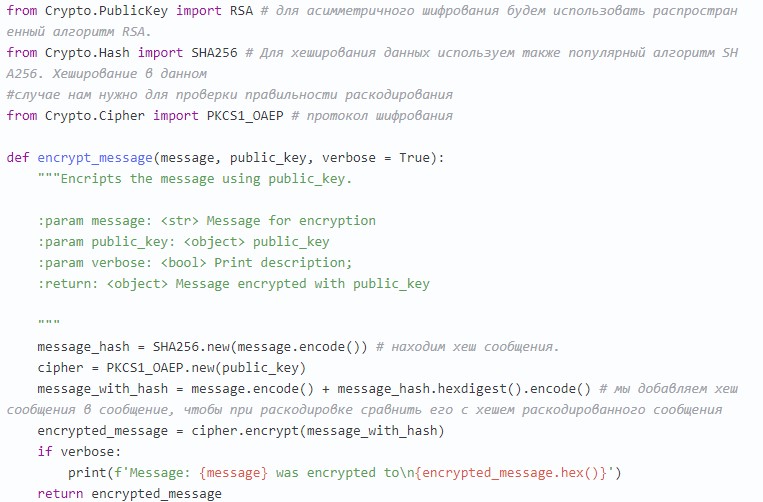 from Crypto.PublicKey import RSA # для асимметричного шифрования будем использовать распростран
енный алгоритм RSA.
from Crypto.Hash import SHA256 # Для хеширования данных используем также популярный алгоритм SH
A256. Хеширование в данном
#случае нам нужно для проверки правильности раскодирования
from Crypto.Cipher import PKCS1_OAEP # протокол шифрования

def encrypt_message(message, public_key, verbose = True):
    """Encripts the message using public_key.

    :param message: <str> Message for encryption
    :param public_key: <object> public_key
    :param verbose: <bool> Print description;
    :return: <object> Message encrypted with public_key

    """
    message_hash = SHA256.new(message.encode()) # находим хеш сообщения.
    cipher = PKCS1_OAEP.new(public_key)
    message_with_hash = message.encode() + message_hash.hexdigest().encode() # мы добавляем хеш
сообщения в сообщение, чтобы при раскодировке сравнить его с хешем раскодированного сообщения
    encrypted_message = cipher.encrypt(message_with_hash)
    if verbose:
        print(f'Message: {message} was encrypted to\n{encrypted_message.hex()}')
    return encrypted_message